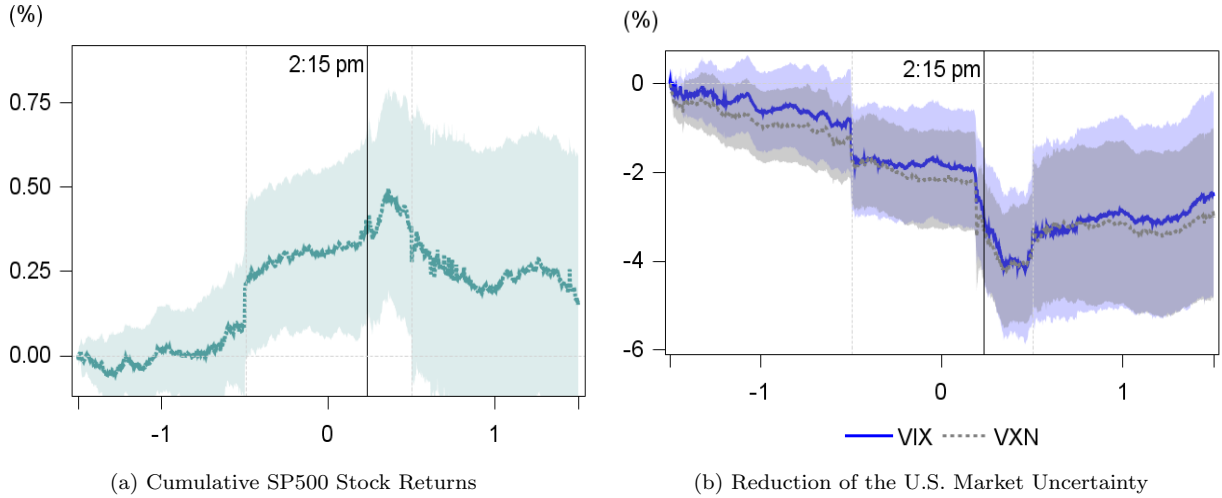 (%)
2:15 pm
0.75
0.50
0.25
0.00
-1 0 1
(a) Cumulative SP500 Stock Returns
(%)
2:15 pm
0
-2
-4
-6
-1 0 1
VIX VXN
(b) Reduction of the U.S. Market Uncertainty